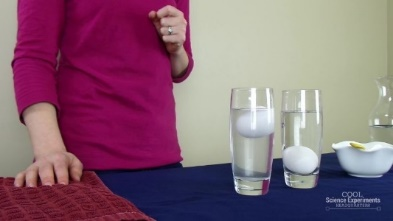 COOL
Science Experiments
HEADQUARTERS